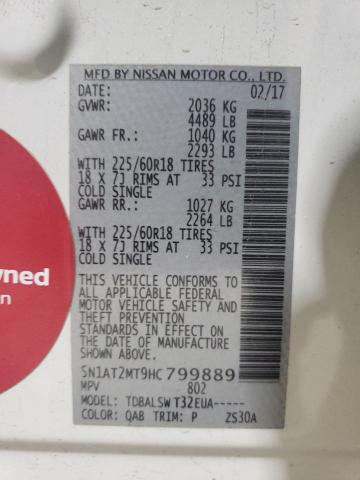 MFD BY NISSAN MOTOR CO., LTD.
DATE: 02/17
GVWR: 2036 KG
4489 LB
GAWR FR.: 1040 KG
2293 LB
WITH 225/60R18 TIRES
18 X 7J RIMS AT 33 PSI
COLD SINGLE
GAWR RR.: 1027 KG
2264 LB
WITH 225/60R18 TIRES
18 X 7J RIMS AT 33 PSI
COLD SINGLE
THIS VEHICLE CONFORMS TO
ALL APPLICABLE FEDERAL
MOTOR VEHICLE SAFETY AND
THEFT PREVENTION
STANDARDS IN EFFECT ON
THE DATE OF MANUFACTURE
SHOWN ABOVE.
5N1AT2MT9HC799889
MPV 802
MODEL: TDBALSWT32EUA-----
COLOR: QAB TRIM: P ZS30A
wned
n